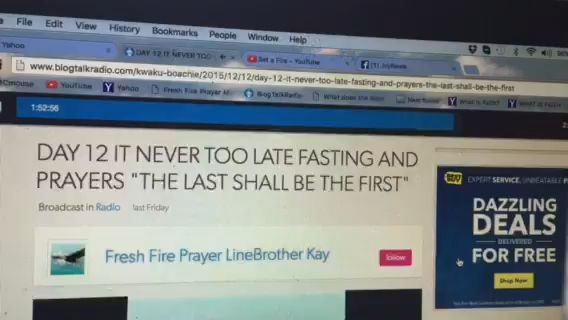 File Edit View History Bookmarks People Window Help
Yahoo
DAY 12 IT NEVER TOO
Set a Fire - YouTube
www.blogtalkradio.com/kwaku-boachie/2015/12/12/day-12-it-never-too-late-fasting-and-prayers-the-last-shall-be-the-first
YouTube Yahoo Fresh Fire Prayer BlogTalkRadio
1:52:56
DAY 12 IT NEVER TOO LATE FASTING AND
PRAYERS "THE LAST SHALL BE THE FIRST"
Broadcast in Radio last Friday
Fresh Fire Prayer LineBrother Kay
follow
BEST BUY
EXPERT SERVICE. UNBEATABLE
DAZZLING
DEALS
DELIVERED
FOR FREE
Shop Now